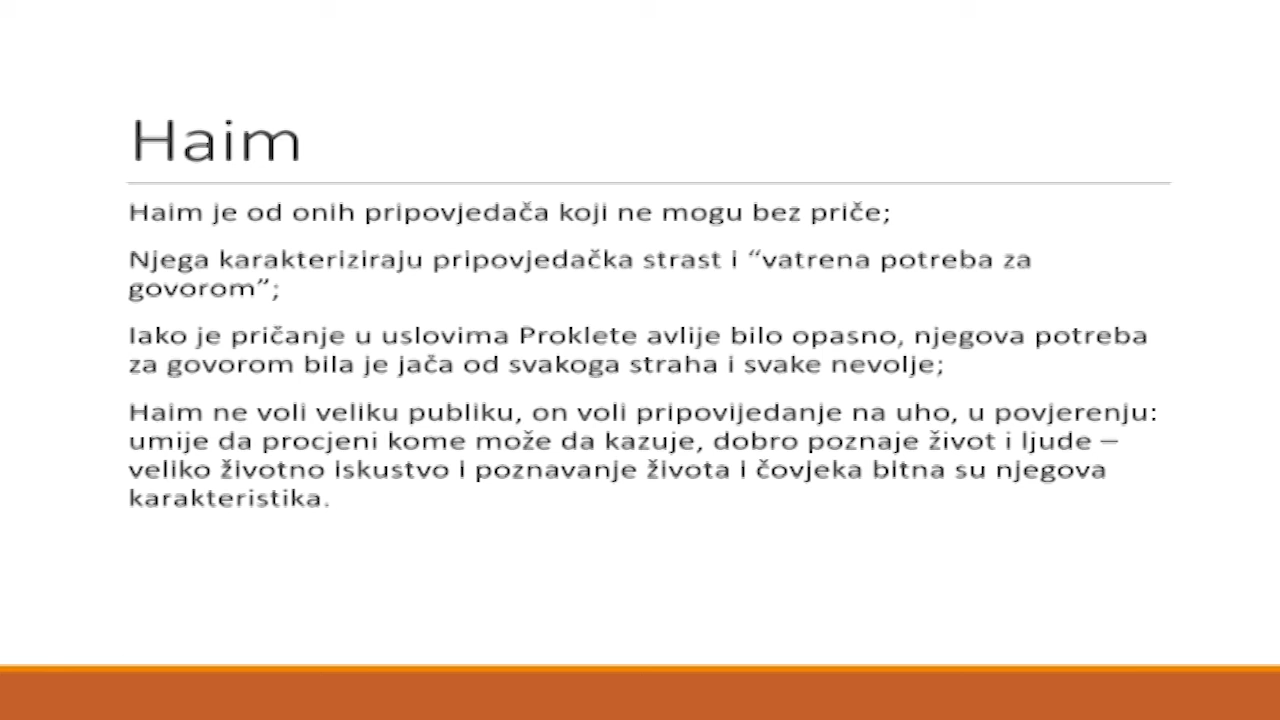 Haim
Haim je od onih pripovjedača koji ne mogu bez priče;
Njega karakteriziraju pripovjedačka strast i “vatrena potreba za
govorom”;
Iako je pričanje u uslovima Proklete avlije bilo opasno, njegova potreba
za govorom bila je jača od svakoga straha i svake nevolje;
Haim ne voli veliku publiku, on voli pripovijedanje na uho, u povjerenju:
umije da procjeni kome može da kazuje, dobro poznaje život i ljude –
veliko životno iskustvo i poznavanje života i čovjeka bitna su njegova
karakteristika.